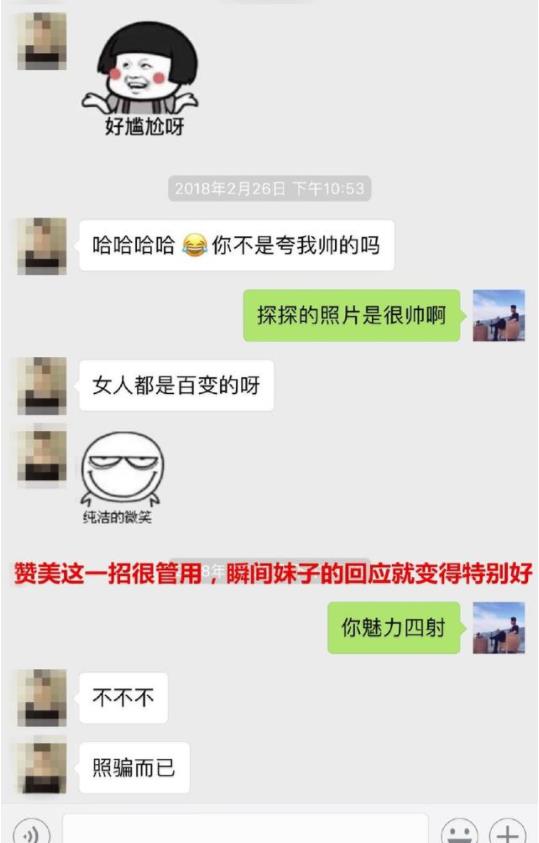 好尴尬呀
2018年2月26日 下午10:53
哈哈哈哈😂你不是夸我帅的吗
探探的照片是很帅啊
女人都是百变的呀
纯洁的微笑
赞美这一招很管用，瞬间妹子的回应就变得特别好
你魅力四射
不不不
照骗而已